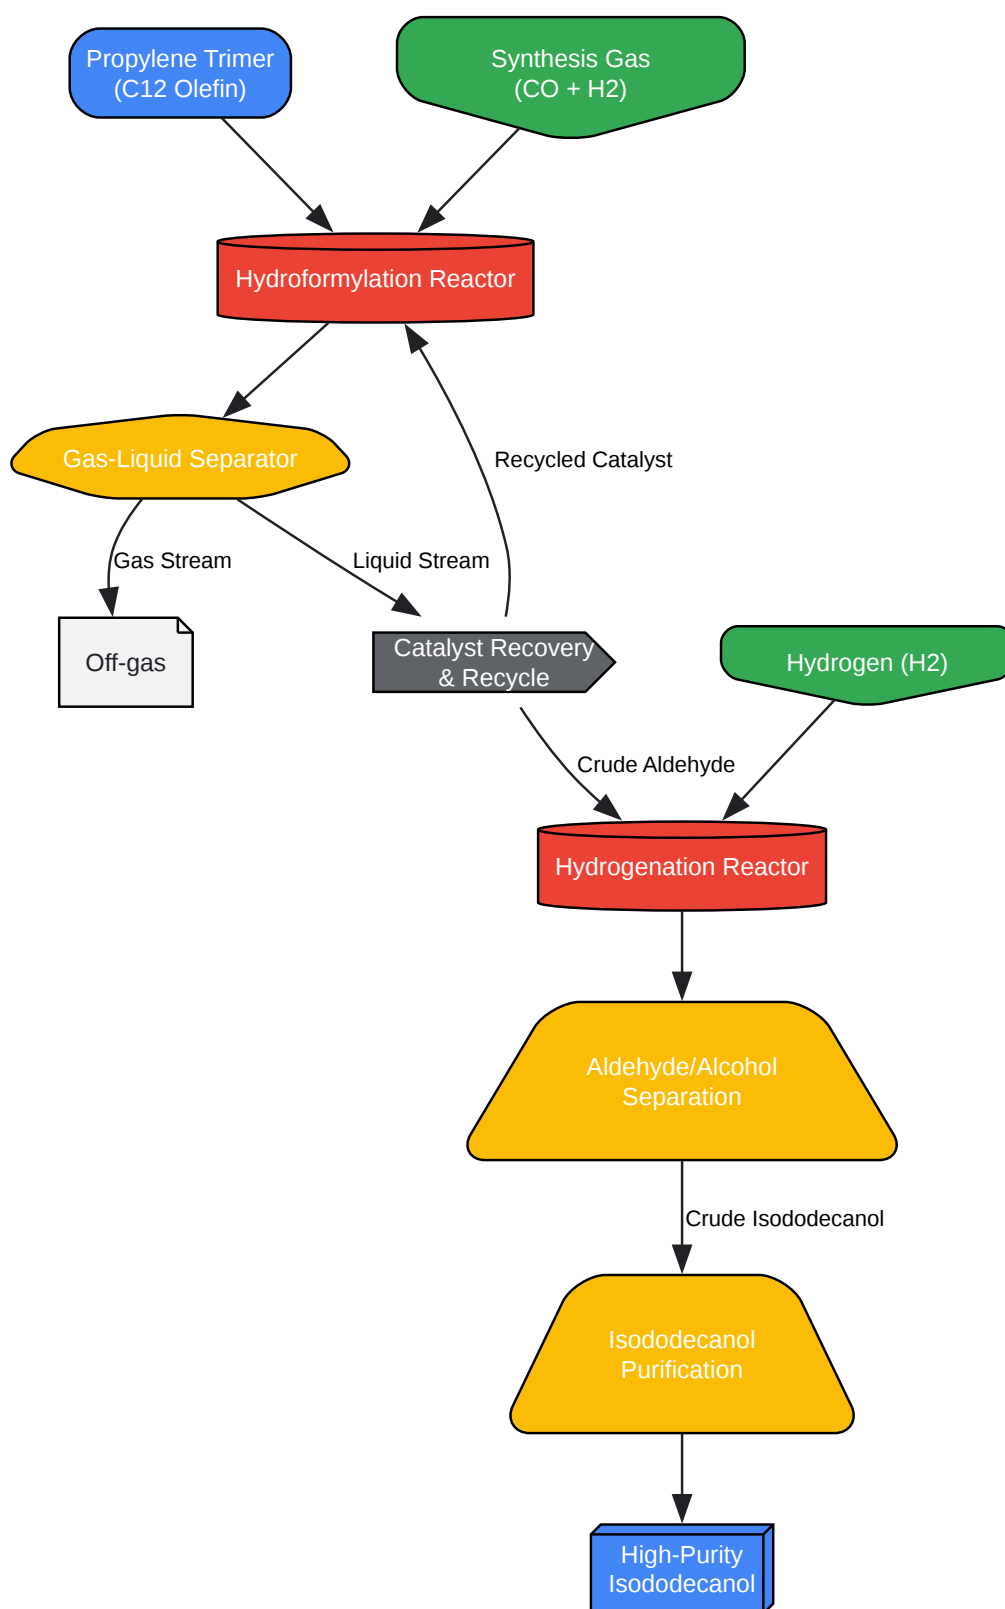 Propylene Trimer
(C12 Olefin)
Synthesis Gas
(CO + H2)
Hydroformylation Reactor
Gas-Liquid Separator
Recycled Catalyst
Gas Stream
Liquid Stream
Off-gas
Catalyst Recovery
& Recycle
Hydrogen (H2)
Crude Aldehyde
Hydrogenation Reactor
Aldehyde/Alcohol
Separation
Crude Isododecanol
Isododecanol
Purification
High-Purity
Isododecanol